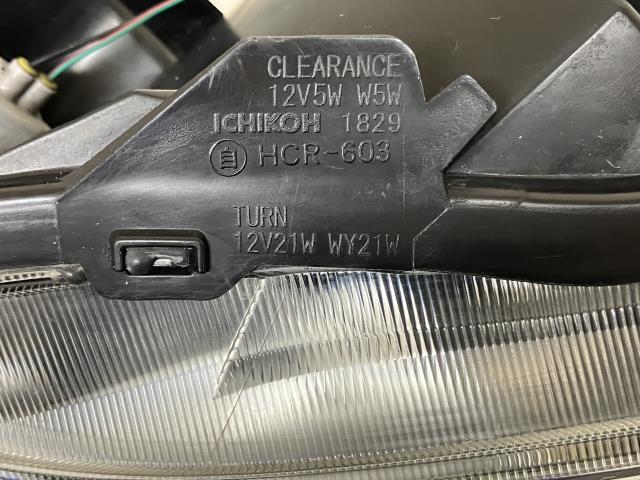 CLEARANCE
12V5W W5W
ICHIKOH 1829
自 HCR-603
TURN
12V21W WY21W